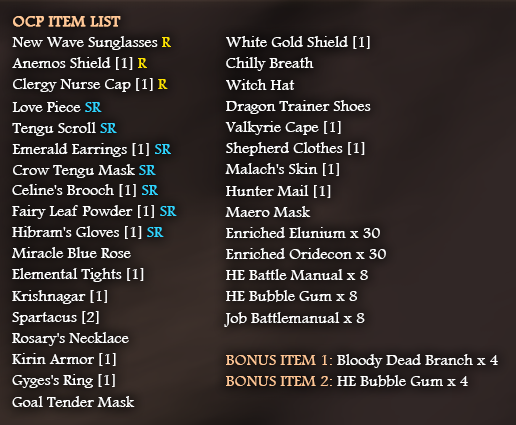 OCP ITEM LIST
New Wave Sunglasses R
Anemos Shield [1] R
Clergy Nurse Cap [1] R
Love Piece SR
Tengu Scroll SR
Emerald Earrings [1] SR
Crow Tengu Mask SR
Celine's Brooch [1] SR
Fairy Leaf Powder [1] SR
Hibram's Gloves [1] SR
Miracle Blue Rose
Elemental Tights [1]
Krishnagar [1]
Spartacus [2]
Rosary's Necklace
Kirin Armor [1]
Gyges's Ring [1]
Goal Tender Mask
White Gold Shield [1]
Chilly Breath
Witch Hat
Dragon Trainer Shoes
Valkyrie Cape [1]
Shepherd Clothes [1]
Malach's Skin [1]
Hunter Mail [1]
Maero Mask
Enriched Elunium x 30
Enriched Oridecon x 30
HE Battle Manual x 8
HE Bubble Gum x 8
Job Battlemanual x 8
BONUS ITEM 1: Bloody Dead Branch x 4
BONUS ITEM 2: HE Bubble Gum x 4